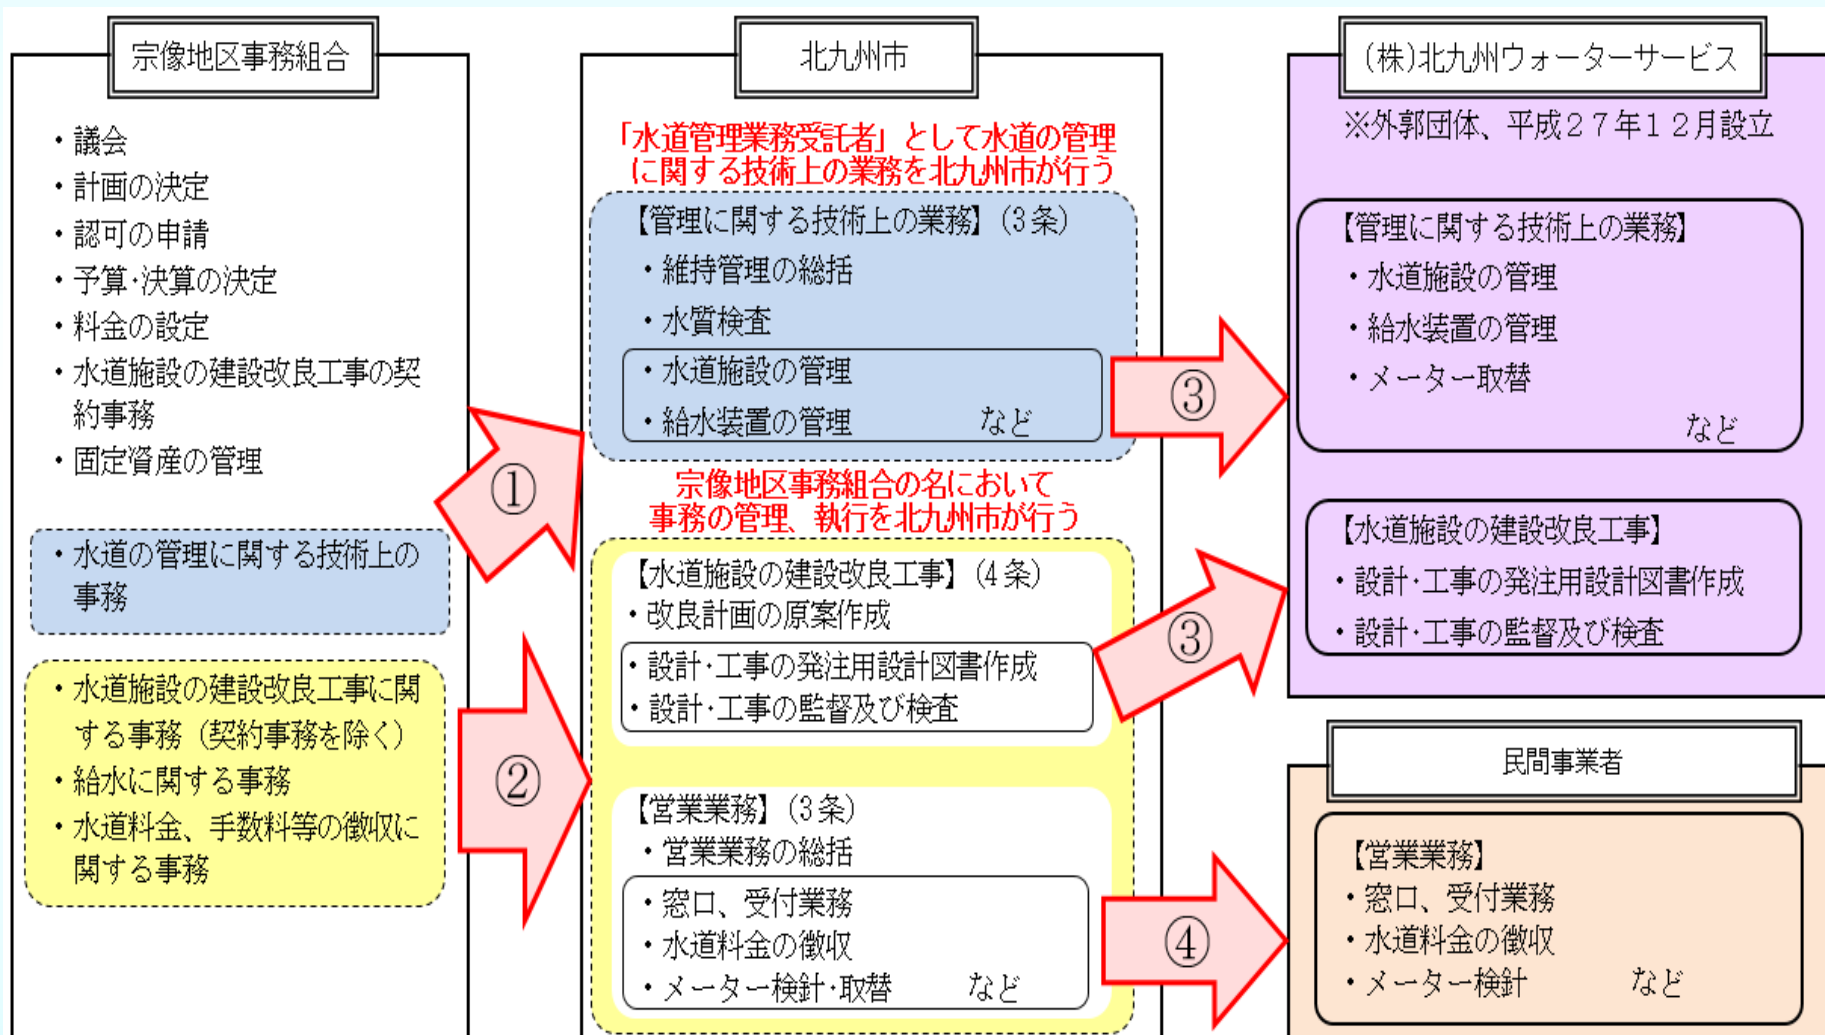 宗像地区事務組合
・議会
・計画の決定
・認可の申請
・予算・決算の決定
・料金の設定
・水道施設の建設改良工事の契
約事務
・固定資産の管理
・水道の管理に関する技術上の
事務
・水道施設の建設改良工事に関
する事務（契約事務を除く）
・給水に関する事務
・水道料金、手数料等の徴収に
関する事務
①
②
北九州市
「水道管理業務受託者」として水道の管理
に関する技術上の業務を北九州市が行う
【管理に関する技術上の業務】（3条）
・維持管理の総括
・水質検査
・水道施設の管理
・給水装置の管理　など
宗像地区事務組合の名において
事務の管理、執行を北九州市が行う
【水道施設の建設改良工事】（4条）
・改良計画の原案作成
・設計・工事の発注用設計図書作成
・設計・工事の監督及び検査
【営業業務】（3条）
・営業業務の総括
・窓口、受付業務
・水道料金の徴収
・メーター検針・取替　など
③
③
④
(株)北九州ウォーターサービス
※外郭団体、平成２７年１２月設立
【管理に関する技術上の業務】
・水道施設の管理
・給水装置の管理
・メーター取替
など
【水道施設の建設改良工事】
・設計・工事の発注用設計図書作成
・設計・工事の監督及び検査
民間事業者
【営業業務】
・窓口、受付業務
・水道料金の徴収
・メーター検針　など